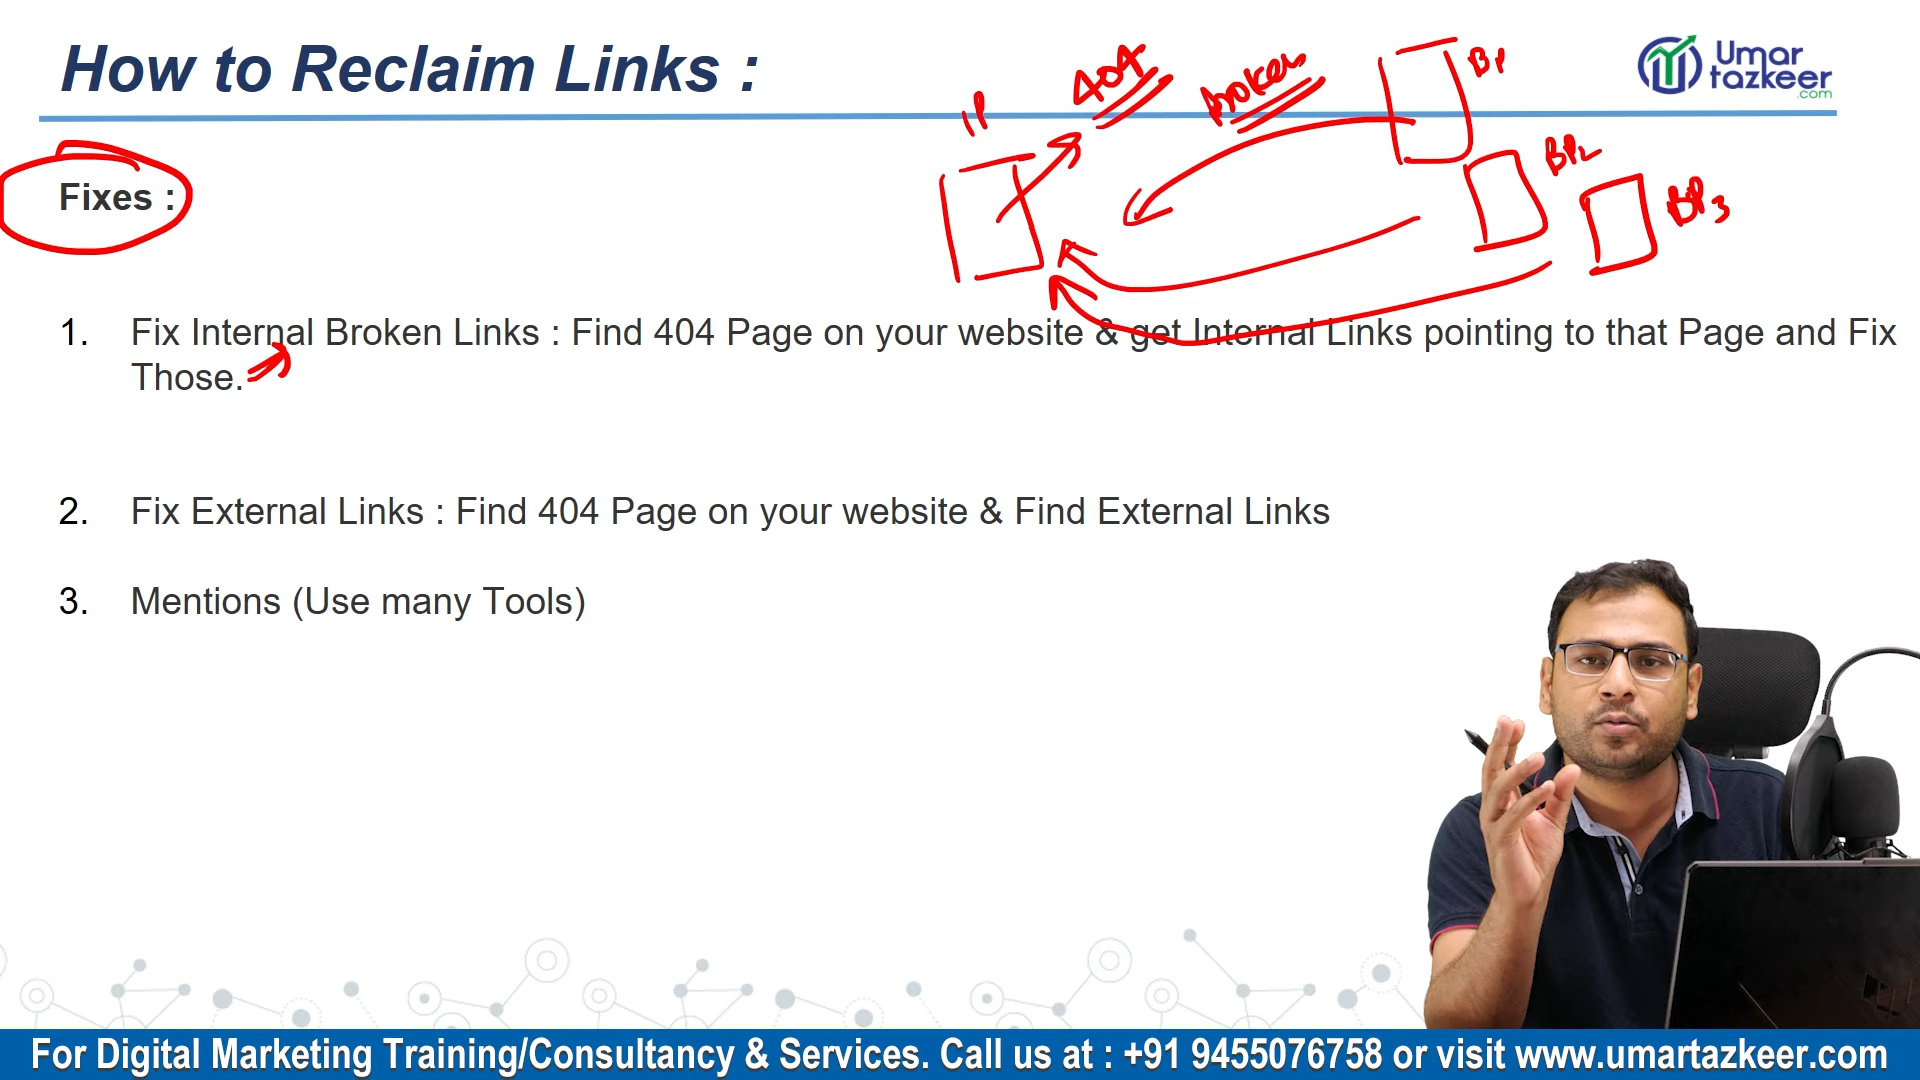 How to Reclaim Links :
Umar
tazkeer
.com
404
broken
BP
1P
BP2
BP3
Fixes :
1. Fix Internal Broken Links : Find 404 Page on your website & get Internal Links pointing to that Page and Fix
Those.
2. Fix External Links : Find 404 Page on your website & Find External Links
3. Mentions (Use many Tools)
For Digital Marketing Training/Consultancy & Services. Call us at : +91 9455076758 or visit www.umartazkeer.com